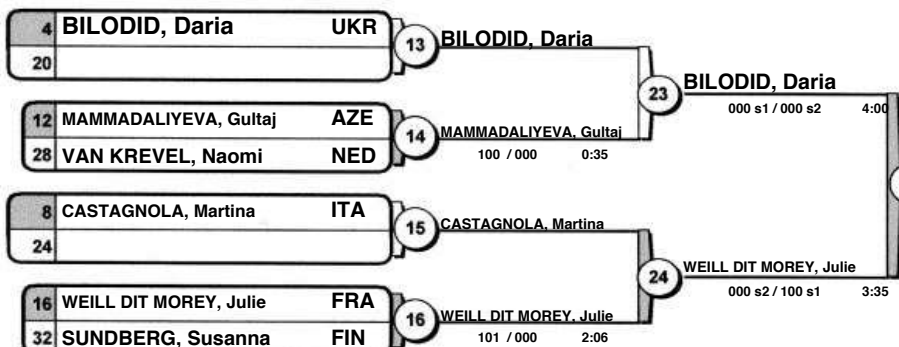 4 BILODID, Daria UKR
20
13 BILODID, Daria
12 MAMMADALIYEVA, Gultaj AZE
28 VAN KREVEL, Naomi NED
14 MAMMADALIYEVA, Gultaj
100 / 000 0:35
23 BILODID, Daria
000 s1 / 000 s2 4:00
8 CASTAGNOLA, Martina ITA
24
15 CASTAGNOLA, Martina
16 WEILL DIT MOREY, Julie FRA
32 SUNDBERG, Susanna FIN
16 WEILL DIT MOREY, Julie
101 / 000 2:06
24 WEILL DIT MOREY, Julie
000 s2 / 100 s1 3:35